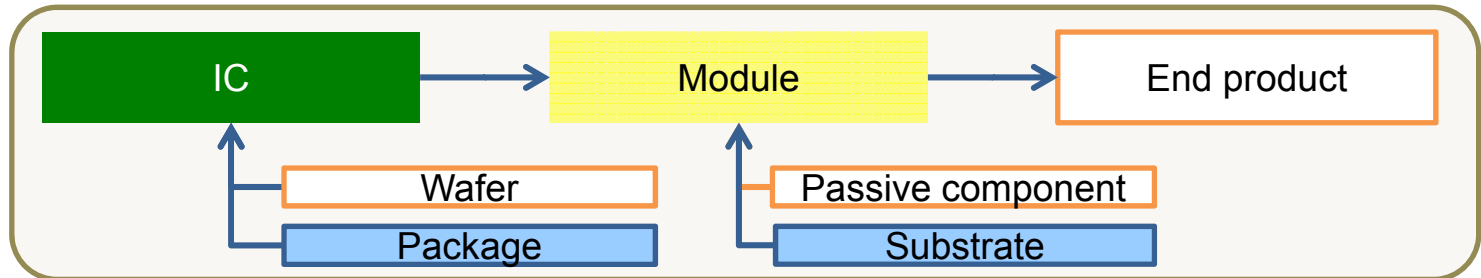 IC
Module
End product
Wafer
Passive component
Package
Substrate